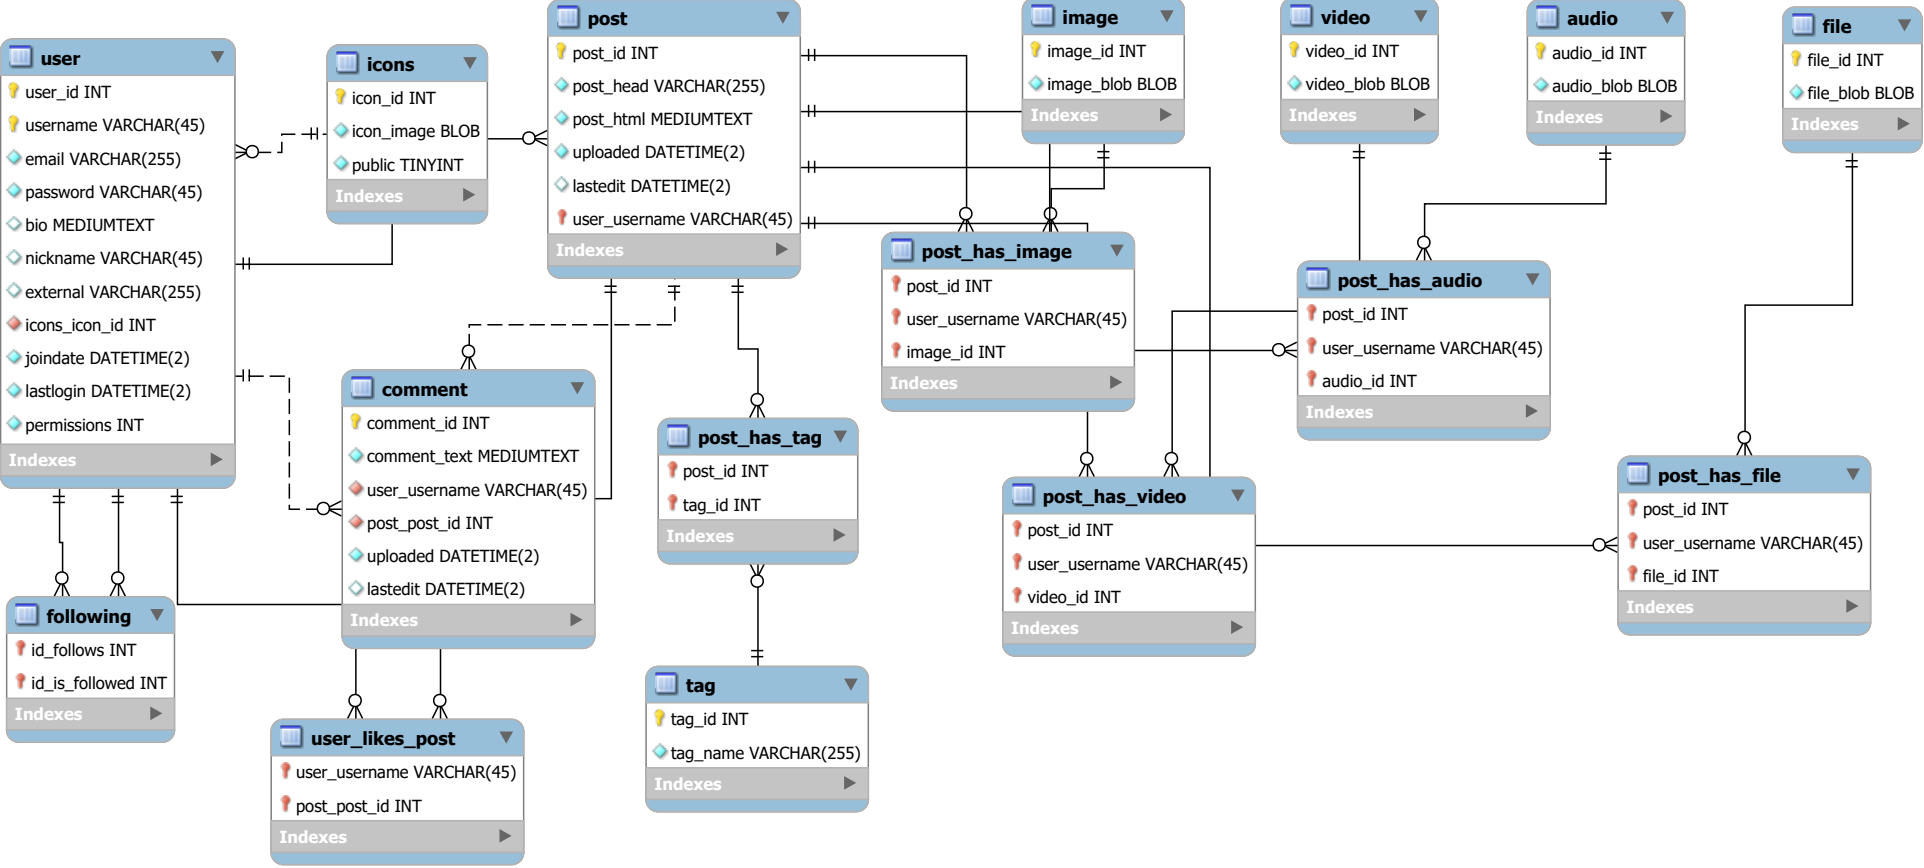 user
user_id INT
username VARCHAR(45)
email VARCHAR(255)
password VARCHAR(45)
bio MEDIUMTEXT
nickname VARCHAR(45)
external VARCHAR(255)
icons_icon_id INT
joindate DATETIME(2)
lastlogin DATETIME(2)
permissions INT
Indexes
icons
icon_id INT
icon_image BLOB
public TINYINT
Indexes
post
post_id INT
post_head VARCHAR(255)
post_html MEDIUMTEXT
uploaded DATETIME(2)
lastedit DATETIME(2)
user_username VARCHAR(45)
Indexes
image
image_id INT
image_blob BLOB
Indexes
video
video_id INT
video_blob BLOB
Indexes
audio
audio_id INT
audio_blob BLOB
Indexes
file
file_id INT
file_blob BLOB
Indexes
post_has_image
post_id INT
user_username VARCHAR(45)
image_id INT
Indexes
post_has_audio
post_id INT
user_username VARCHAR(45)
audio_id INT
Indexes
comment
comment_id INT
comment_text MEDIUMTEXT
user_username VARCHAR(45)
post_post_id INT
uploaded DATETIME(2)
lastedit DATETIME(2)
Indexes
post_has_tag
post_id INT
tag_id INT
Indexes
post_has_video
post_id INT
user_username VARCHAR(45)
video_id INT
Indexes
post_has_file
post_id INT
user_username VARCHAR(45)
file_id INT
Indexes
following
id_follows INT
id_is_followed INT
Indexes
user_likes_post
user_username VARCHAR(45)
post_post_id INT
Indexes
tag
tag_id INT
tag_name VARCHAR(255)
Indexes